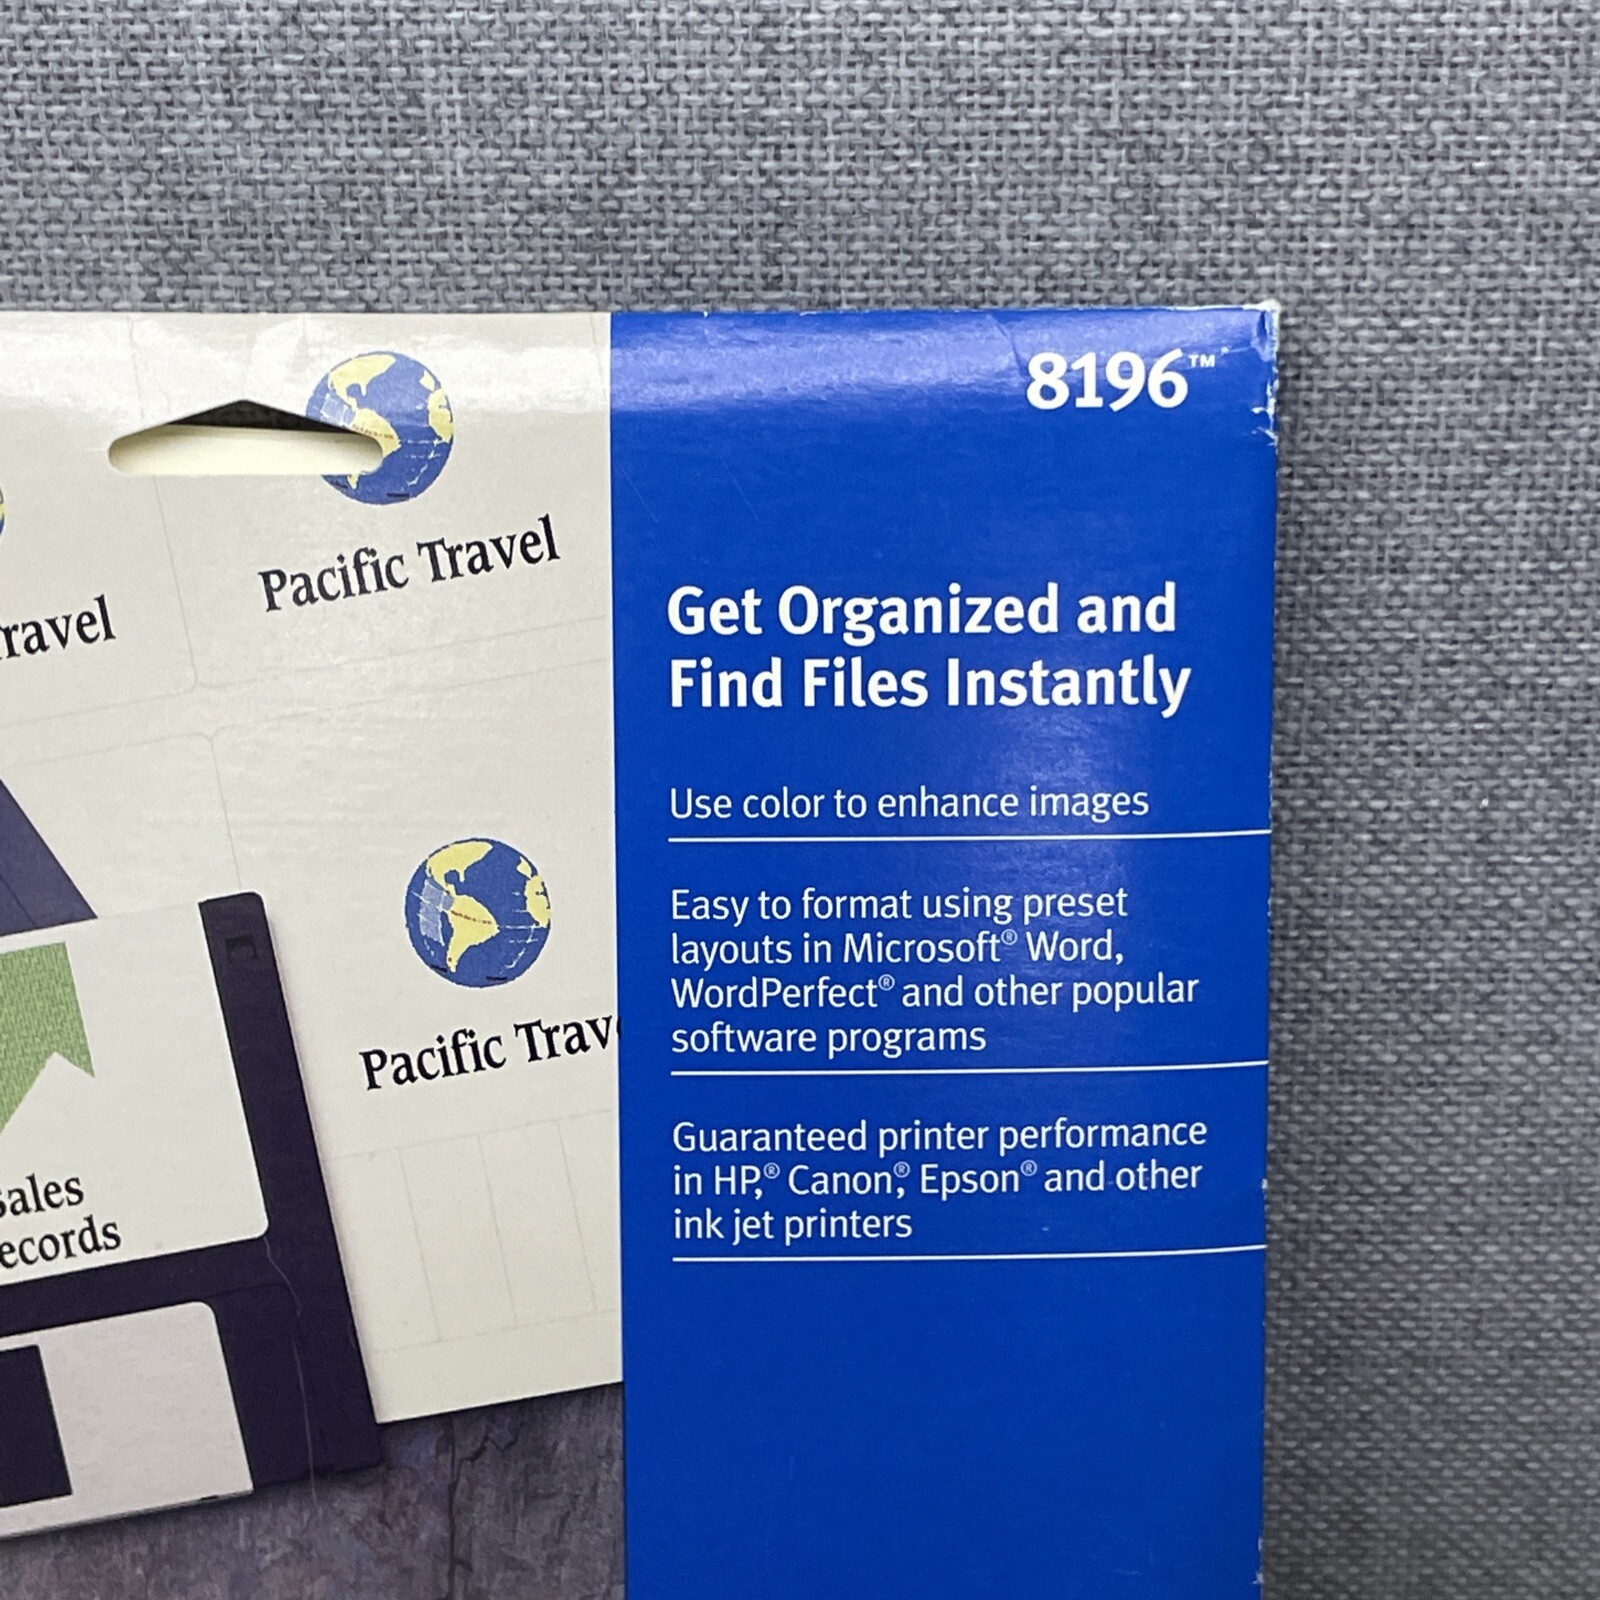 8196™
Pacific Travel
ravel
Get Organized and
Find Files Instantly
Use color to enhance images
Easy to format using preset
layouts in Microsoft® Word,
WordPerfect® and other popular
software programs
Pacific Trav
Guaranteed printer performance
in HP,® Canon,® Epson® and other
ink jet printers
sales
ecords